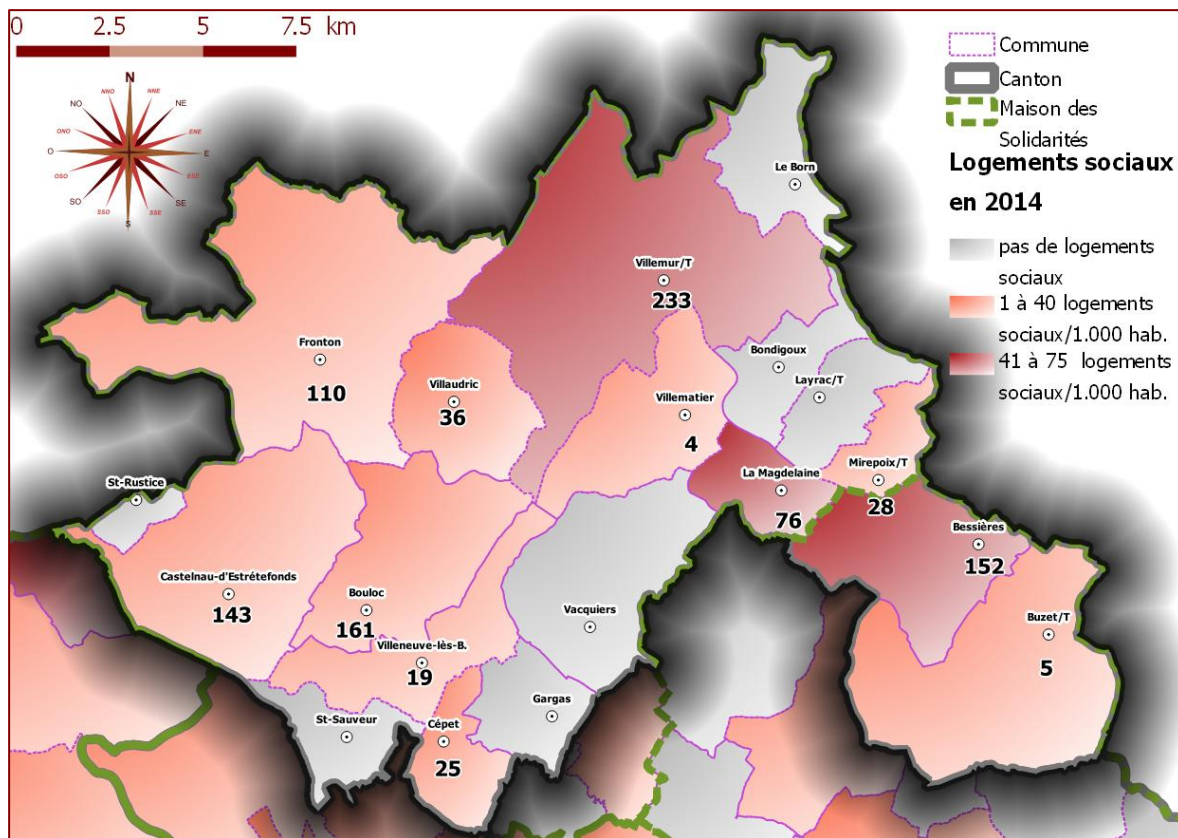 0 2.5 5 7.5 km
N
NNO NNE
NO NE
ONO ENE
O E
OSO ESE
SO SE
SSO SSE
S
Commune
Canton
Maison des
Solidarités
Logements sociaux
en 2014
pas de logements
sociaux
1 à 40 logements
sociaux/1.000 hab.
41 à 75 logements
sociaux/1.000 hab.
Le Born
Villemur/T
233
Fronton
110
Villaudric
36
Bondigoux
Layrac/T
Villematier
4
La Magdelaine
76
Mirepoix/T
28
St-Rustice
Bessières
152
Castelnau-d'Estrétefonds
143
Bouloc
161
Vacquiers
Buzet/T
5
Villeneuve-lès-B.
19
Gargas
St-Sauveur
Cépet
25